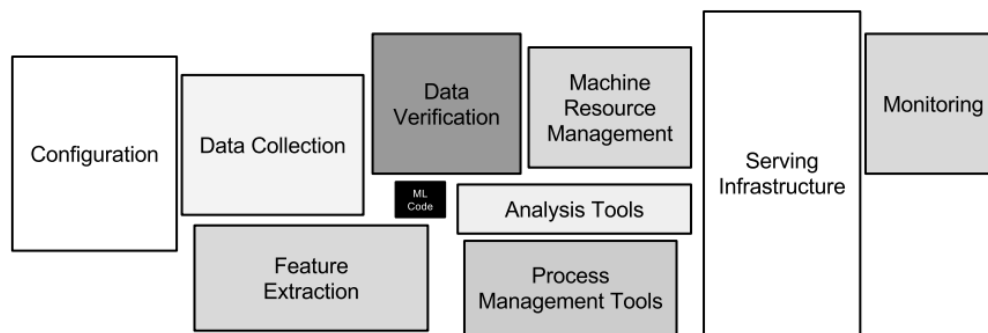 Configuration
Data Collection
Data
Verification
Machine
Resource
Management
Monitoring
Serving
Infrastructure
ML
Code
Analysis Tools
Feature
Extraction
Process
Management Tools